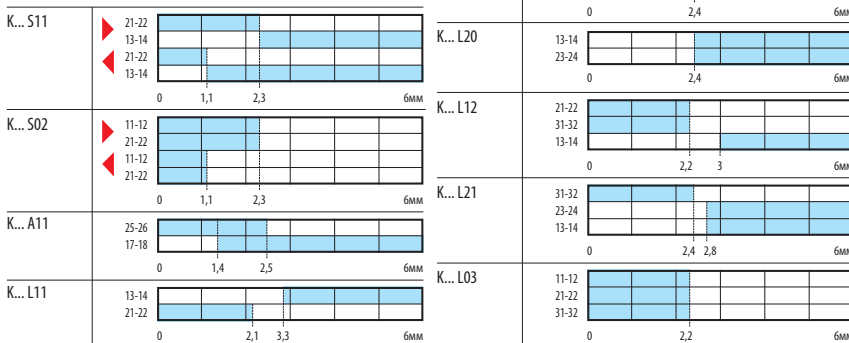 K... S11
21-22
13-14
21-22
13-14
0 1,1 2,3 6мм
K... S02
11-12
21-22
11-12
21-22
0 1,1 2,3 6мм
K... A11
25-26
17-18
0 1,4 2,5 6мм
K... L11
13-14
21-22
0 2,1 3,3 6мм
0 2,4 6мм
K... L20
13-14
23-24
0 2,4 6мм
K... L12
21-22
31-32
13-14
0 2,2 3 6мм
K... L21
31-32
23-24
13-14
0 2,4 2,8 6мм
K... L03
11-12
21-22
31-32
0 2,2 6мм